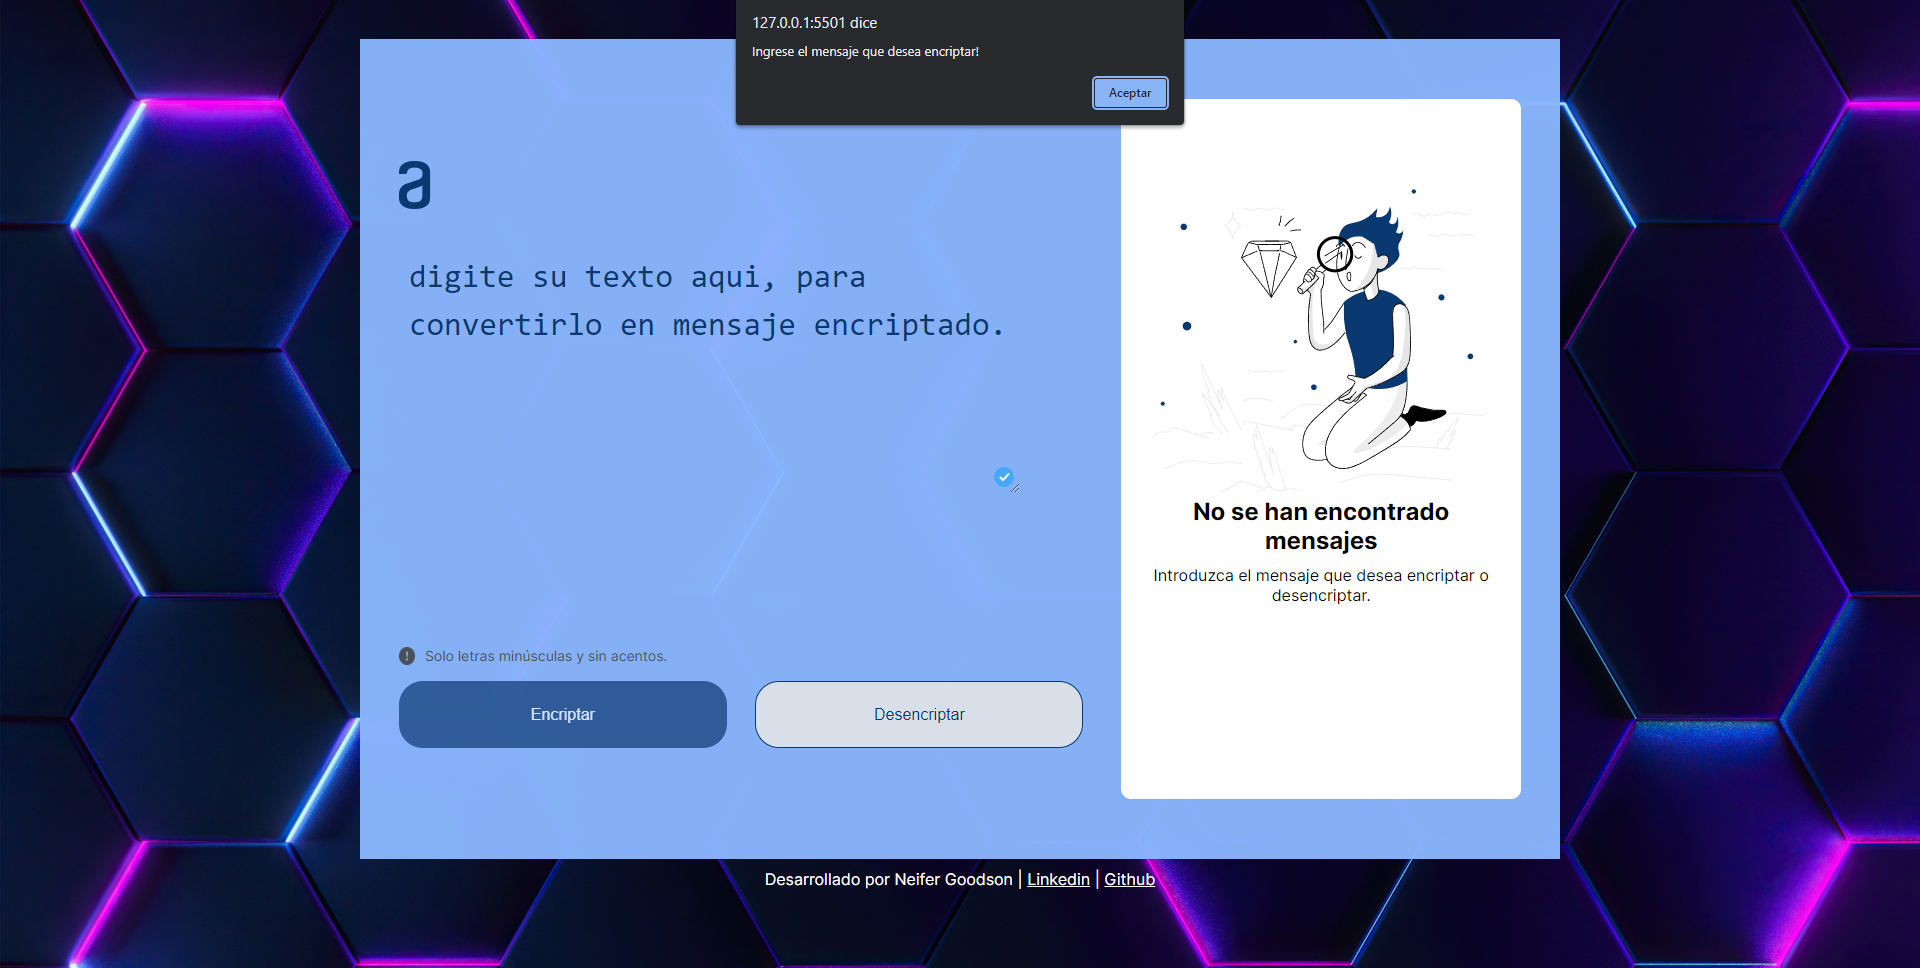 127.0.0.1:5501 dice
Ingrese el mensaje que desea encriptar!
Aceptar
a
digite su texto aqui, para
convertirlo en mensaje encriptado.
No se han encontrado
mensajes
Introduzca el mensaje que desea encriptar o
desencriptar.
Solo letras minúsculas y sin acentos.
Encriptar
Desencriptar
Desarrollado por Neifer Goodson | Linkedin | Github